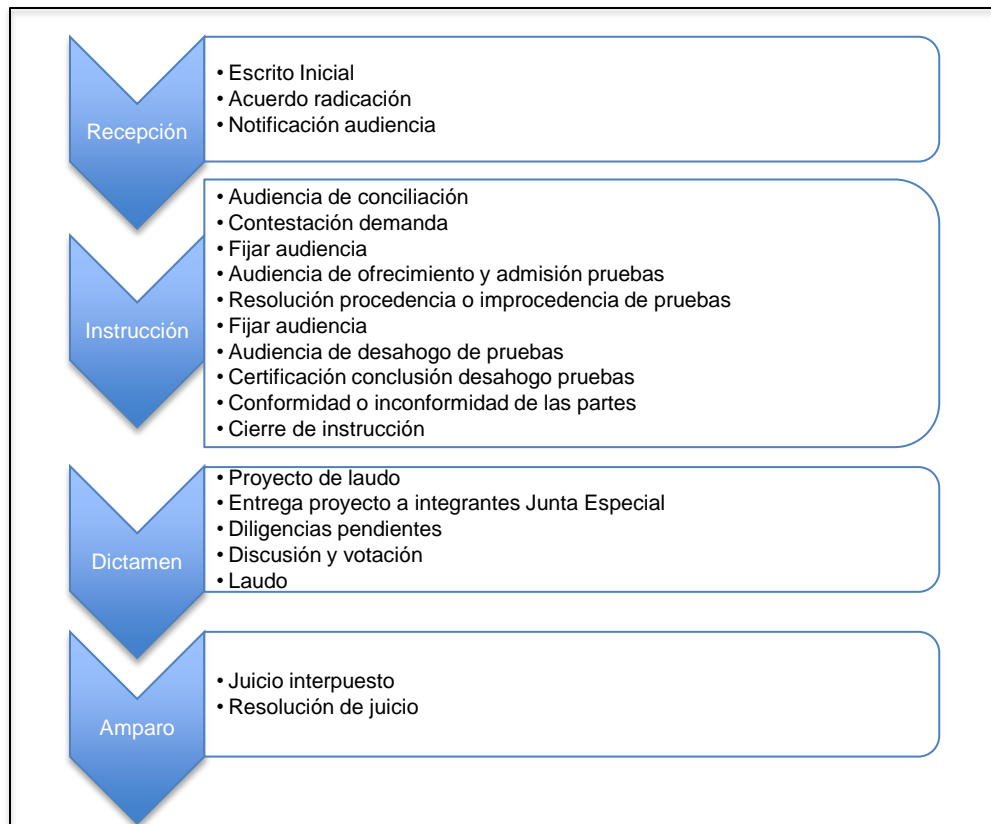 Recepción
• Escrito Inicial
• Acuerdo radicación
• Notificación audiencia
Instrucción
• Audiencia de conciliación
• Contestación demanda
• Fijar audiencia
• Audiencia de ofrecimiento y admisión pruebas
• Resolución procedencia o improcedencia de pruebas
• Fijar audiencia
• Audiencia de desahogo de pruebas
• Certificación conclusión desahogo pruebas
• Conformidad o inconformidad de las partes
• Cierre de instrucción
Dictamen
• Proyecto de laudo
• Entrega proyecto a integrantes Junta Especial
• Diligencias pendientes
• Discusión y votación
• Laudo
Amparo
• Juicio interpuesto
• Resolución de juicio